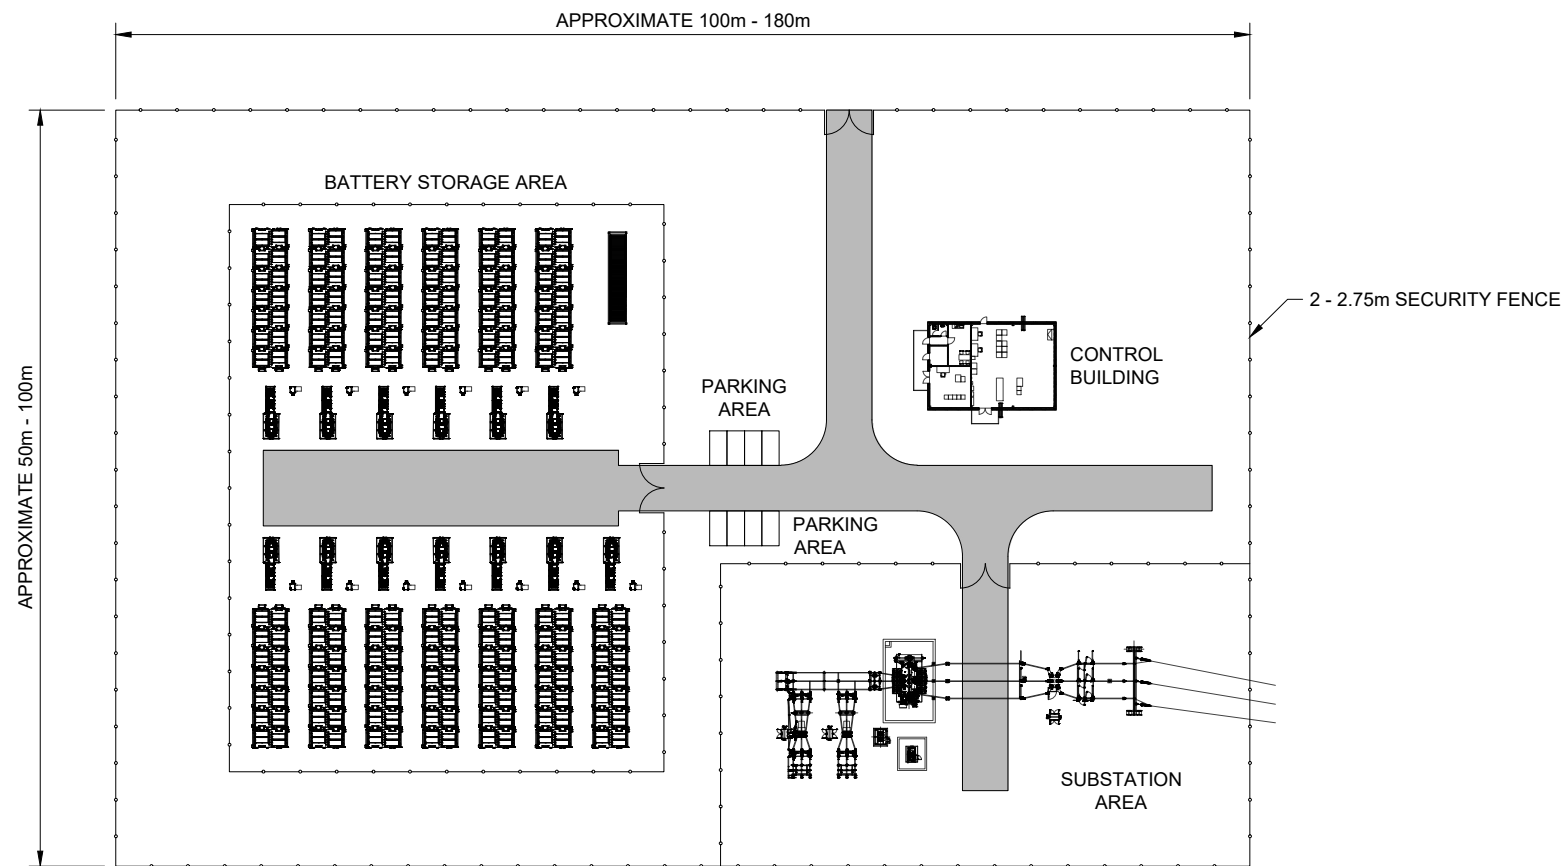 APPROXIMATE 100m - 180m
BATTERY STORAGE AREA
2 - 2.75m SECURITY FENCE
CONTROL
BUILDING
PARKING
AREA
APPROXIMATE 50m - 100m
PARKING
AREA
SUBSTATION
AREA